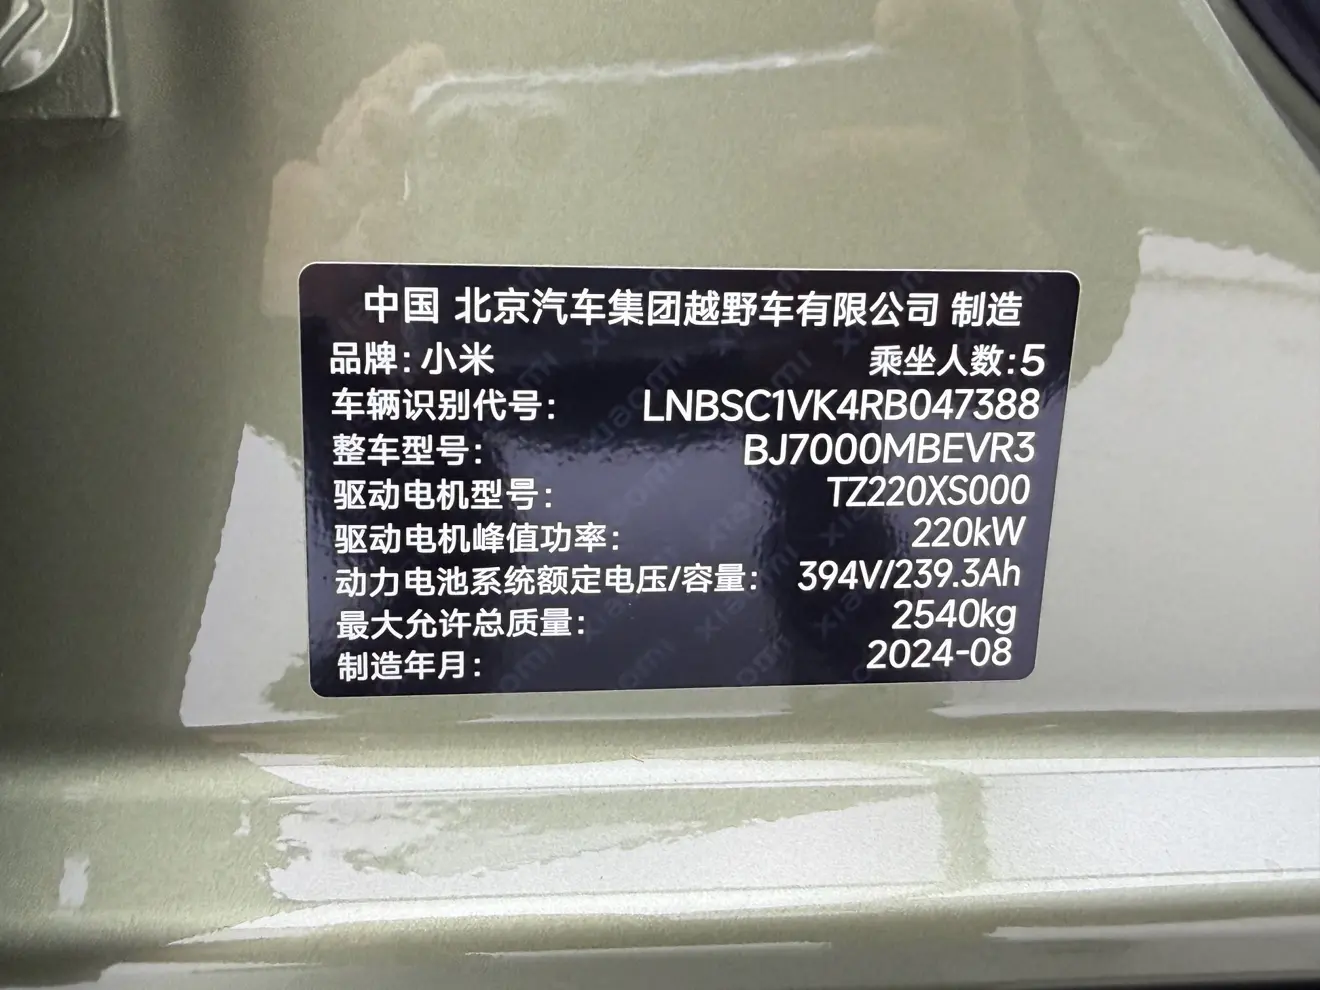 中国 北京汽车集团越野车有限公司 制造
品牌:小米 乘坐人数:5
车辆识别代号: LNBSC1VK4RB047388
整车型号: BJ7000MBEVR3
驱动电机型号: TZ220XS000
驱动电机峰值功率: 220kW
动力电池系统额定电压/容量: 394V/239.3Ah
最大允许总质量: 2540kg
制造年月: 2024-08